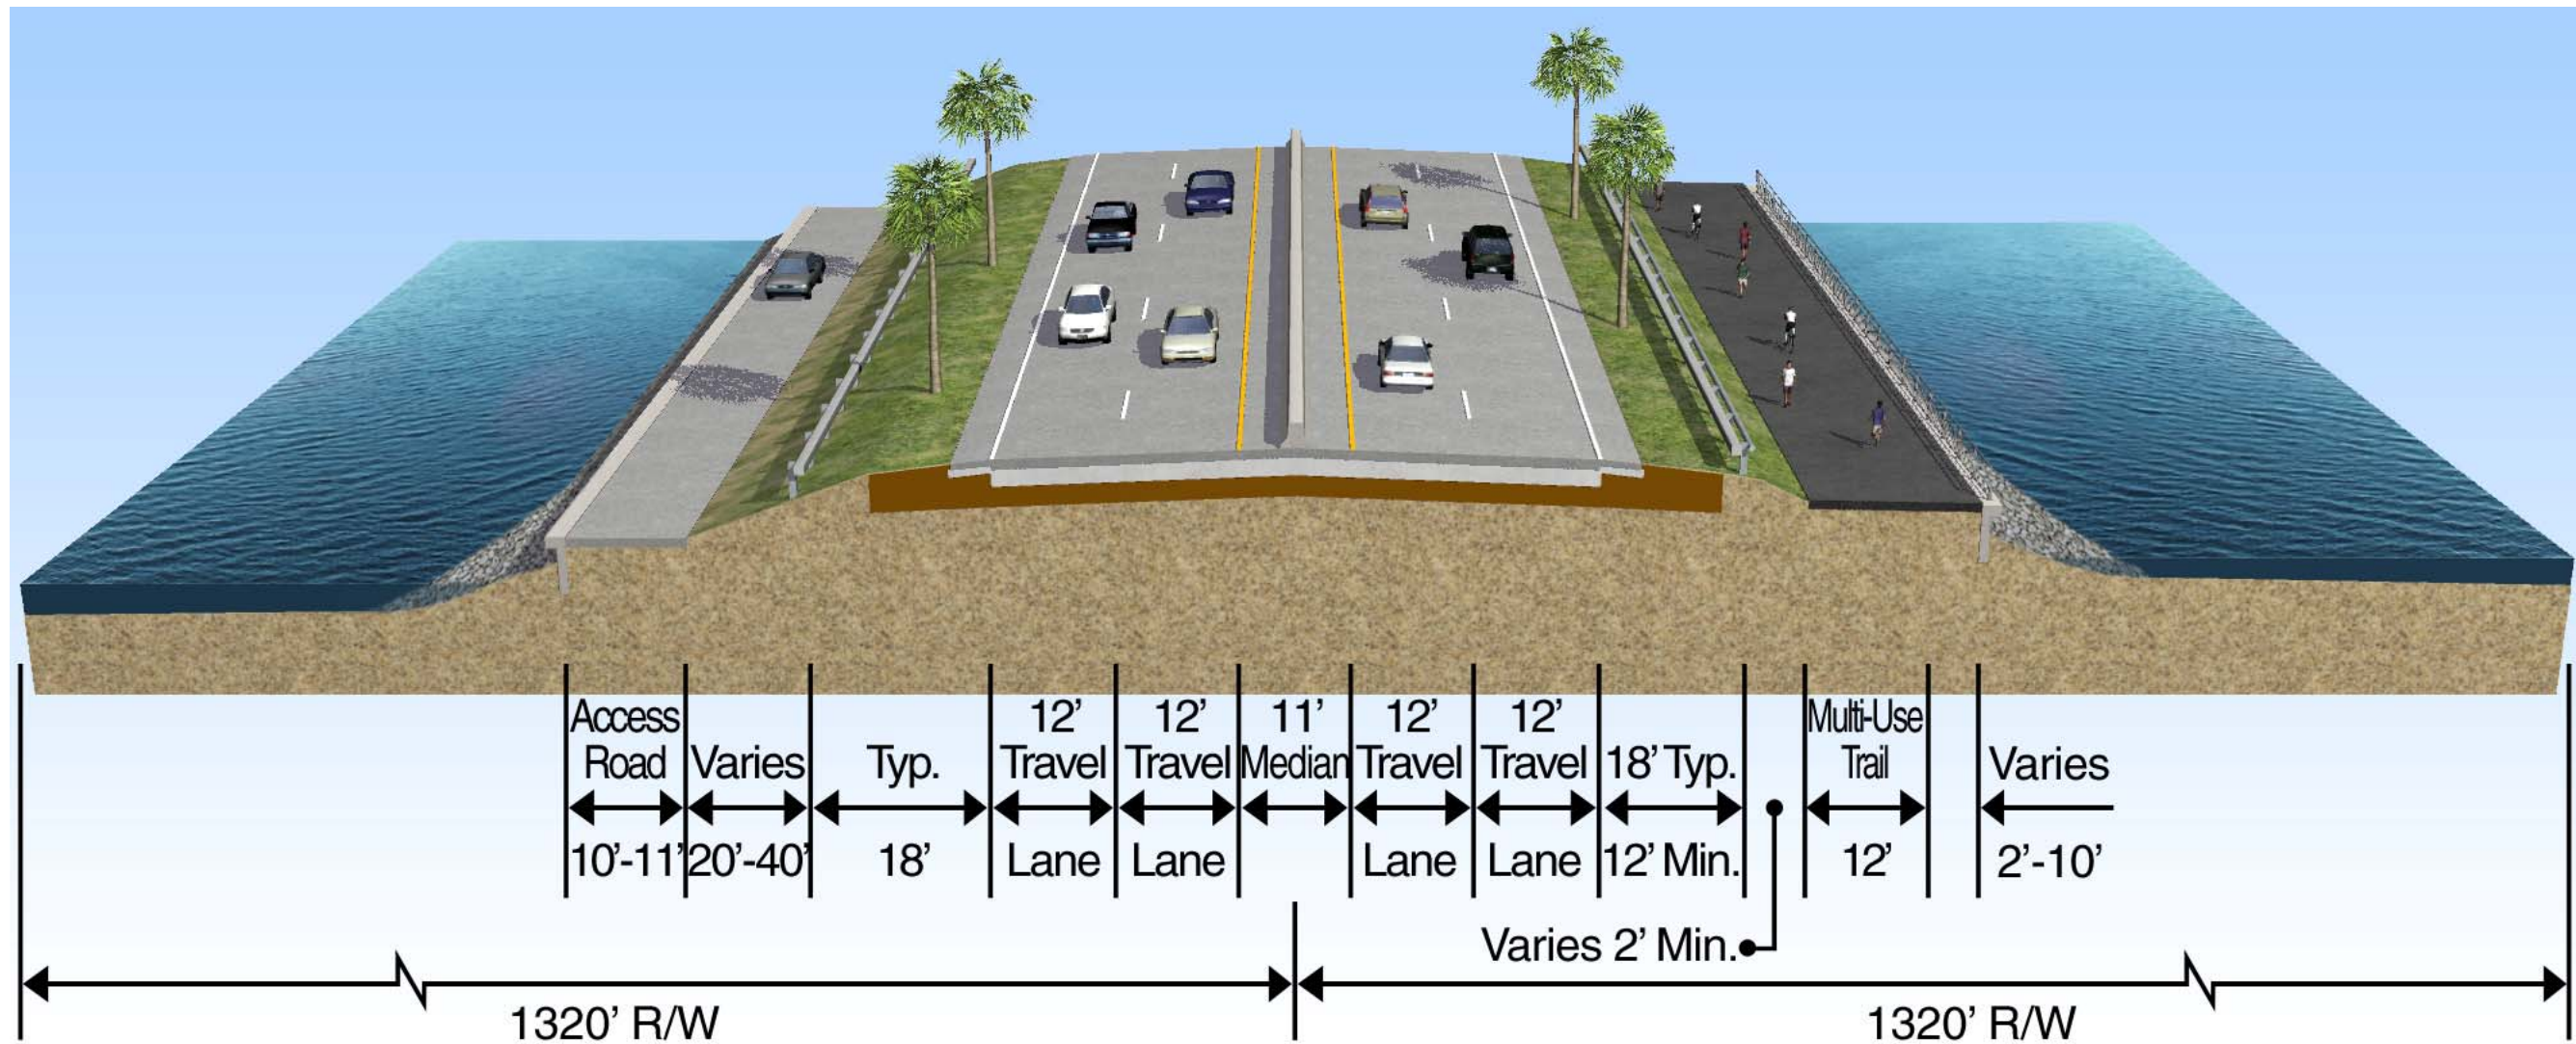 Access Road 10’-11’
Varies 20’-40’
Typ. 18’
12’ Travel Lane
12’ Travel Lane
11’ Median
12’ Travel Lane
12’ Travel Lane
18’ Typ. 12’ Min.
Varies 2’ Min.
Multi-Use Trail 12’
Varies 2’-10’
1320’ R/W
1320’ R/W